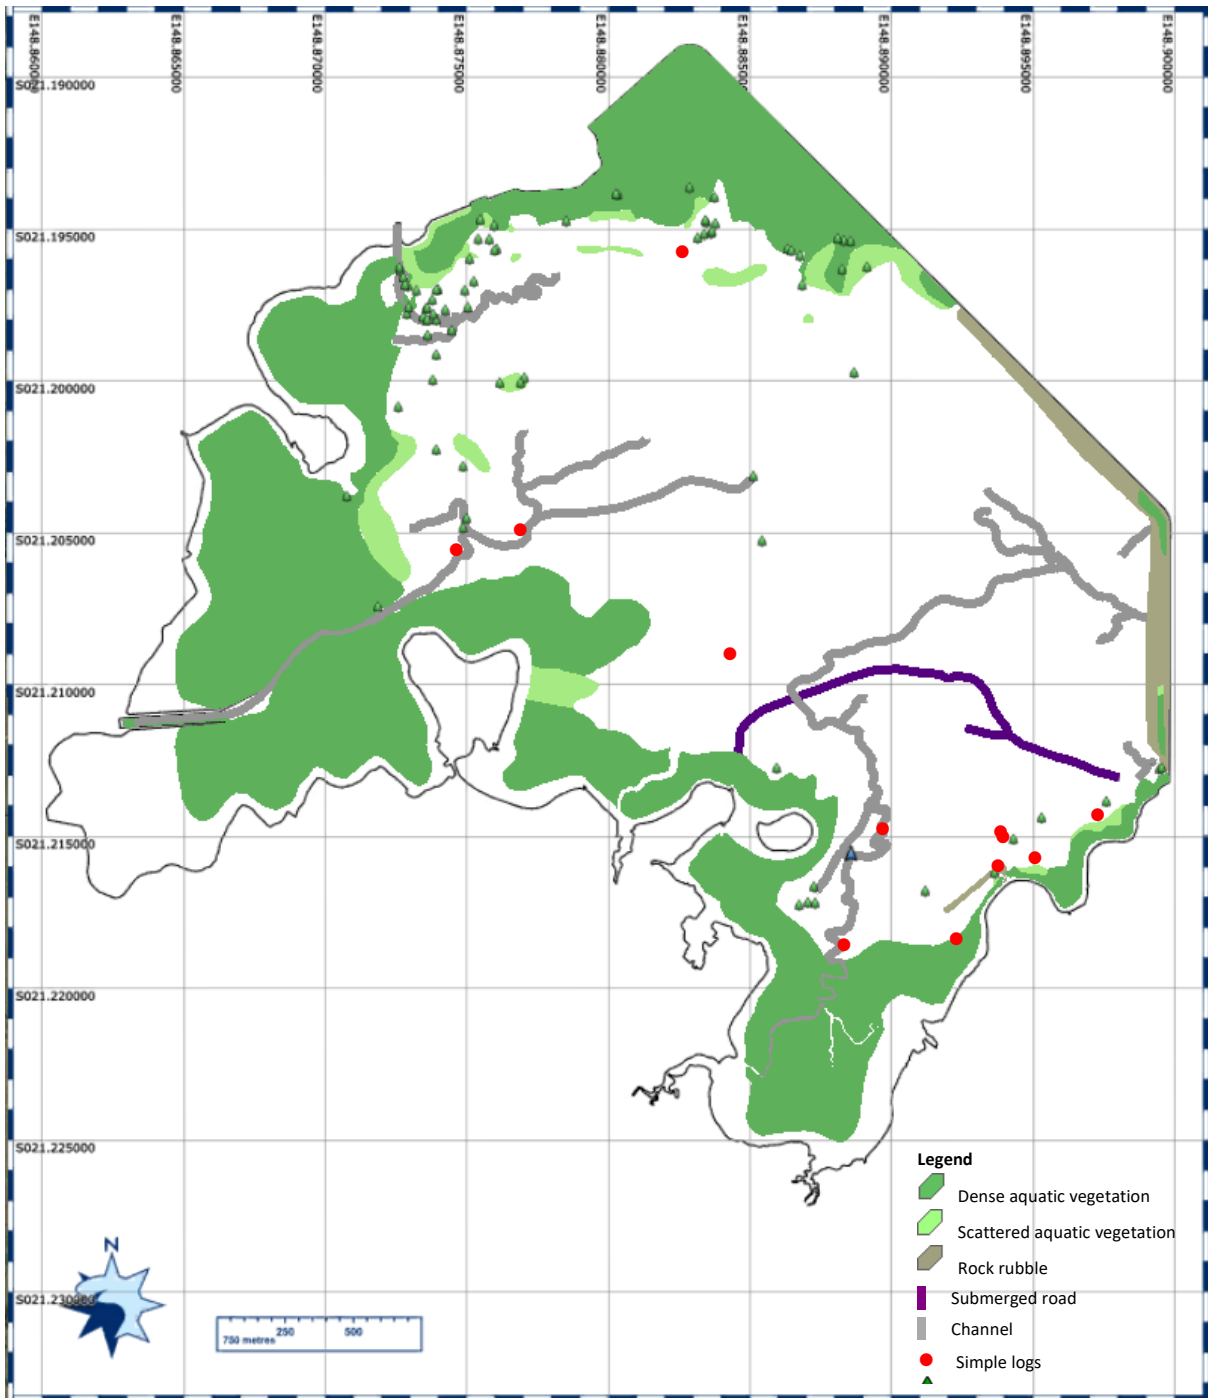 E148.860000
E148.865000
E148.870000
E148.875000
E148.880000
E148.885000
E148.890000
E148.895000
E148.900000
S021.190000
S021.195000
S021.200000
S021.205000
S021.210000
S021.215000
S021.220000
S021.225000
S021.230000
N
250
500
750 metres
Legend
Dense aquatic vegetation
Scattered aquatic vegetation
Rock rubble
Submerged road
Channel
Simple logs